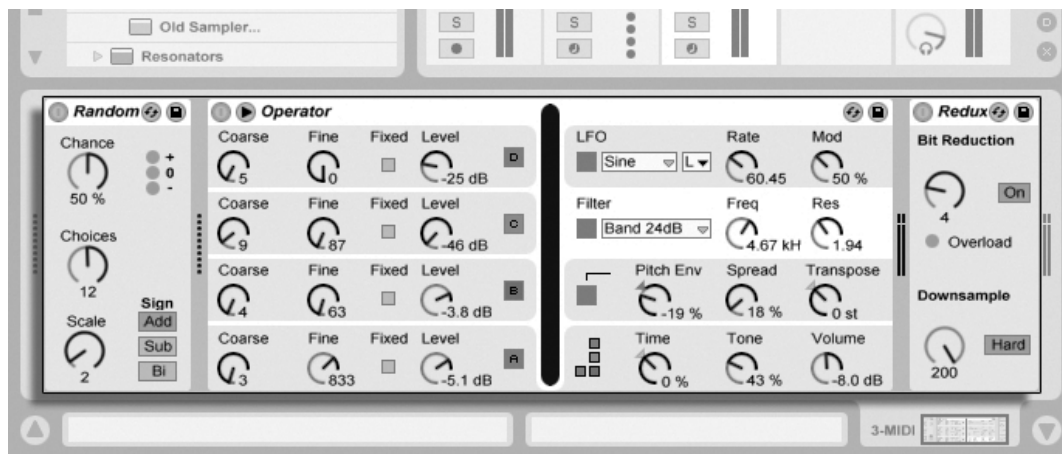 Old Sampler...
Resonators
S
S
S
D
Random
Chance
50 %
+
0
-
Choices
12
Scale
2
Sign
Add
Sub
Bi
Operator
Coarse Fine Fixed Level
5 0 -25 dB D
Coarse Fine Fixed Level
9 87 -46 dB C
Coarse Fine Fixed Level
4 63 -3.8 dB B
Coarse Fine Fixed Level
3 833 -5.1 dB A
LFO Rate Mod
Sine L 60.45 50 %
Filter Freq Res
Band 24dB 4.67 kH 1.94
Pitch Env Spread Transpose
-19 % 18 % 0 st
Time Tone Volume
0 % 43 % -8.0 dB
Redux
Bit Reduction
4 On
Overload
Downsample
200 Hard
3-MIDI